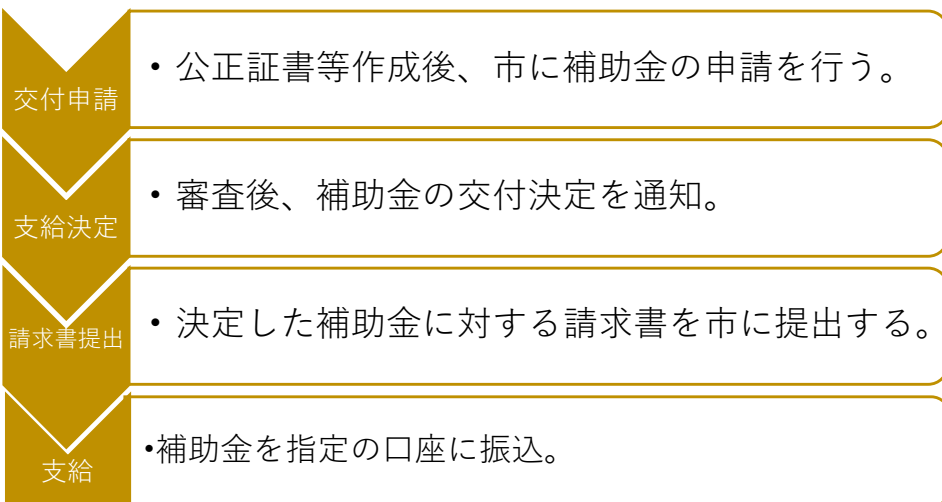 交付申請
• 公正証書等作成後、市に補助金の申請を行う。
支給決定
• 審査後、補助金の交付決定を通知。
請求書提出
• 決定した補助金に対する請求書を市に提出する。
支給
•補助金を指定の口座に振込。